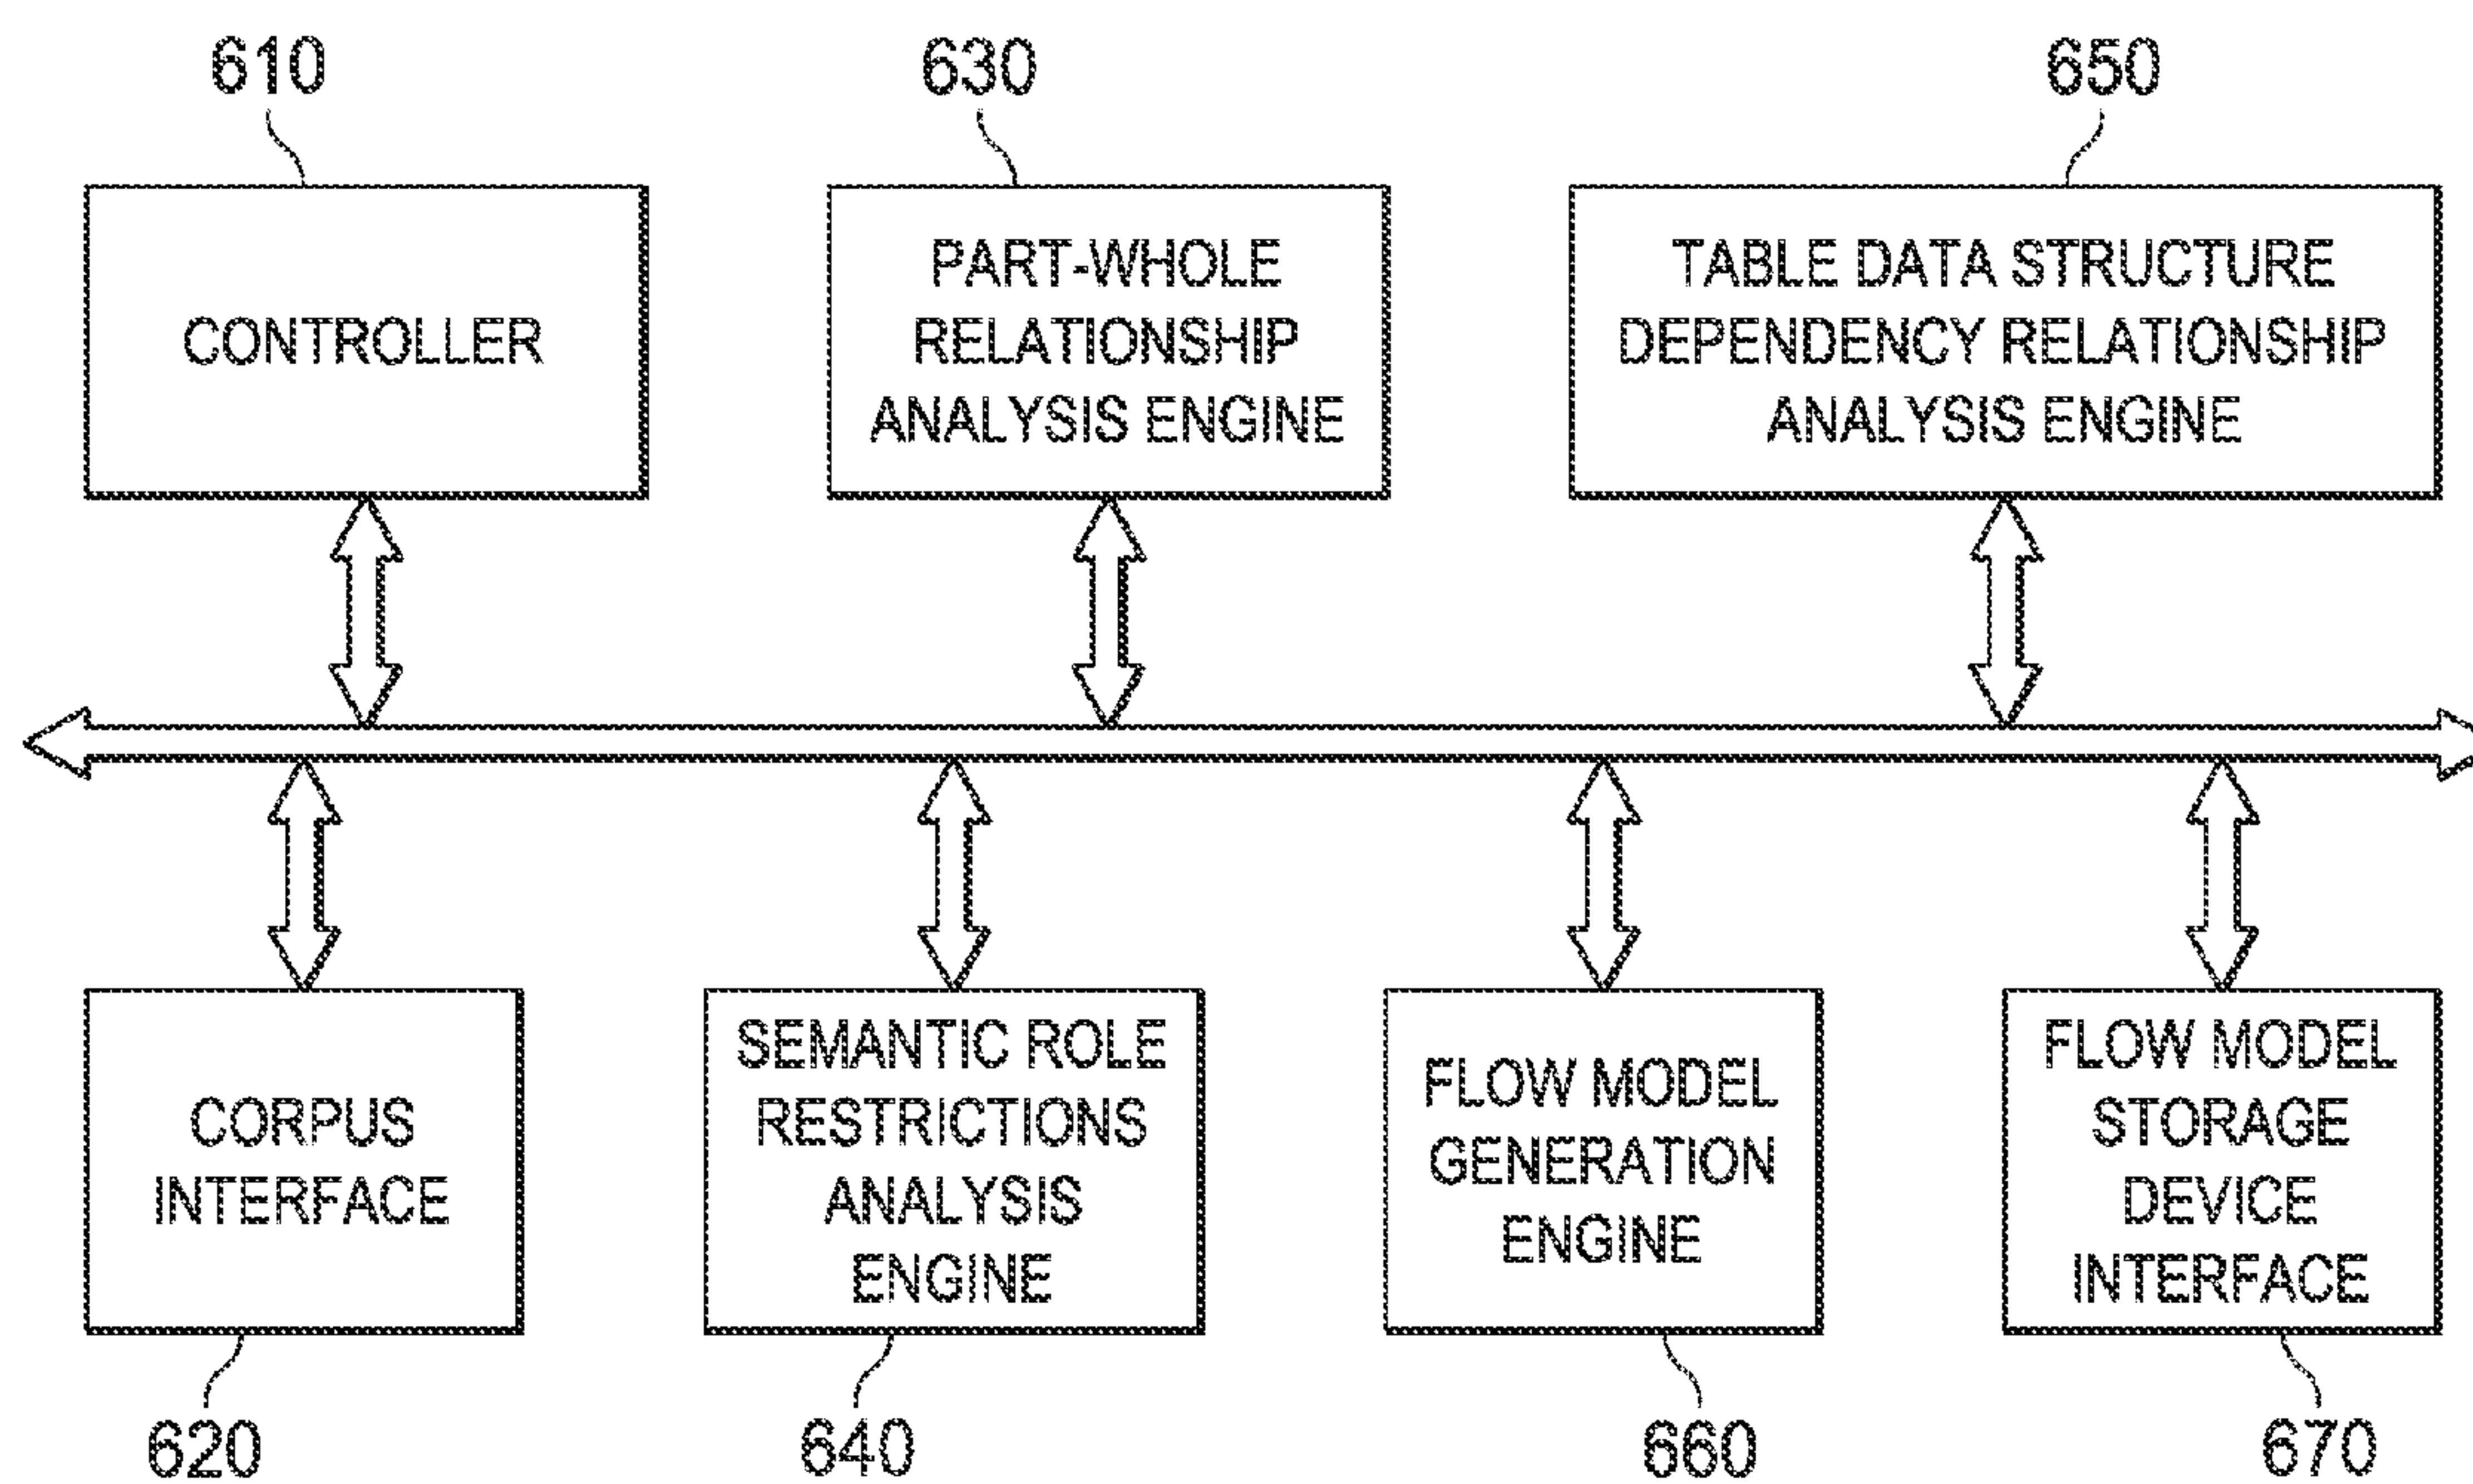 610
630
650
CONTROLLER
PART-WHOLE
RELATIONSHIP
ANALYSIS ENGINE
TABLE DATA STRUCTURE
DEPENDENCY RELATIONSHIP
ANALYSIS ENGINE
CORPUS
INTERFACE
SEMANTIC ROLE
RESTRICTIONS
ANALYSIS
ENGINE
FLOW MODEL
GENERATION
ENGINE
FLOW MODEL
STORAGE
DEVICE
INTERFACE
620
640
660
670